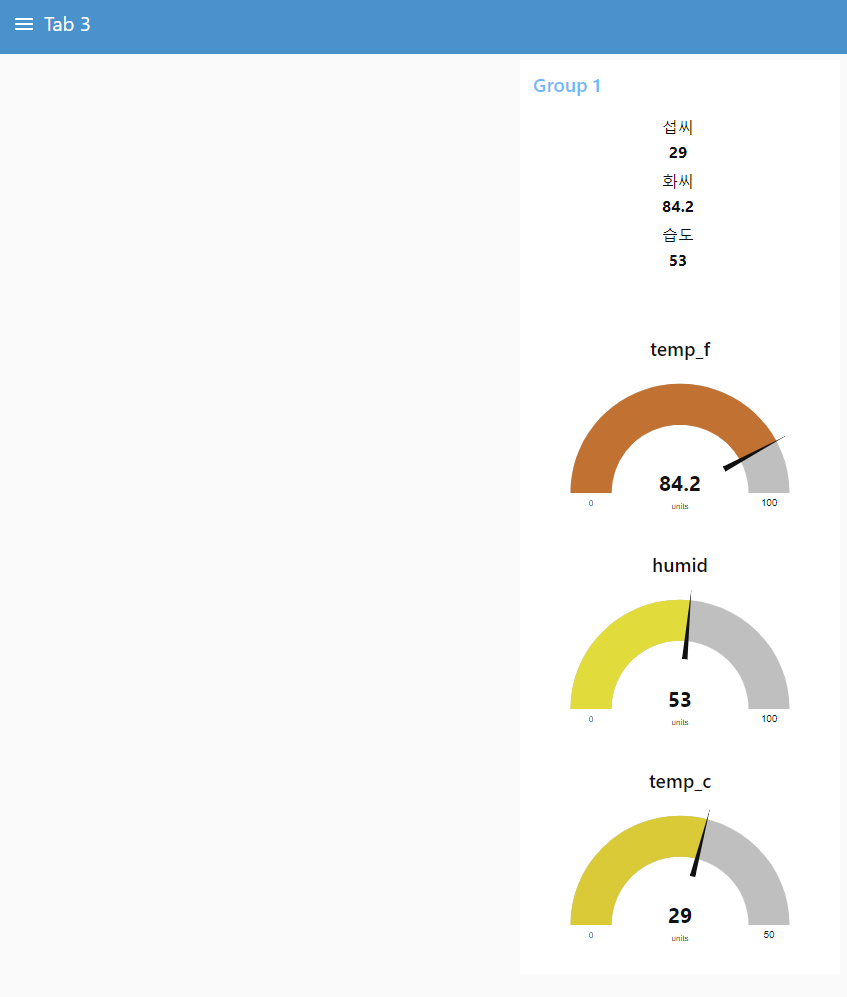 Tab 3
Group 1
섭씨
29
화씨
84.2
습도
53
temp_f
84.2
0
units
100
humid
53
0
units
100
temp_c
29
0
units
50